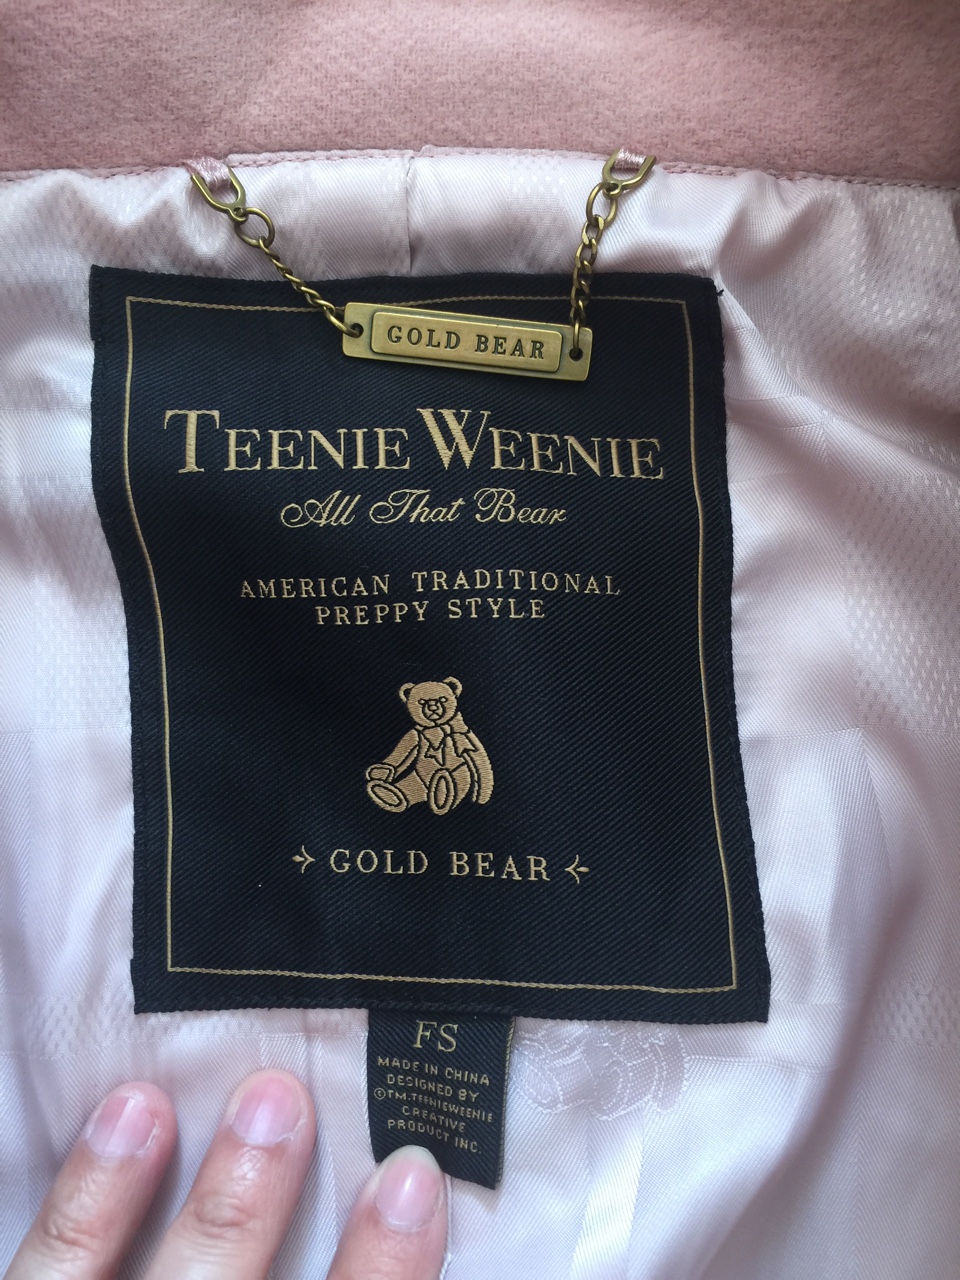 GOLD BEAR
TEENIE WEENIE
All That Bear
AMERICAN TRADITIONAL
PREPPY STYLE
GOLD BEAR
FS
MADE IN CHINA
DESIGNED BY
©TM.TEENIEWEENIE
CREATIVE
PRODUCT INC.